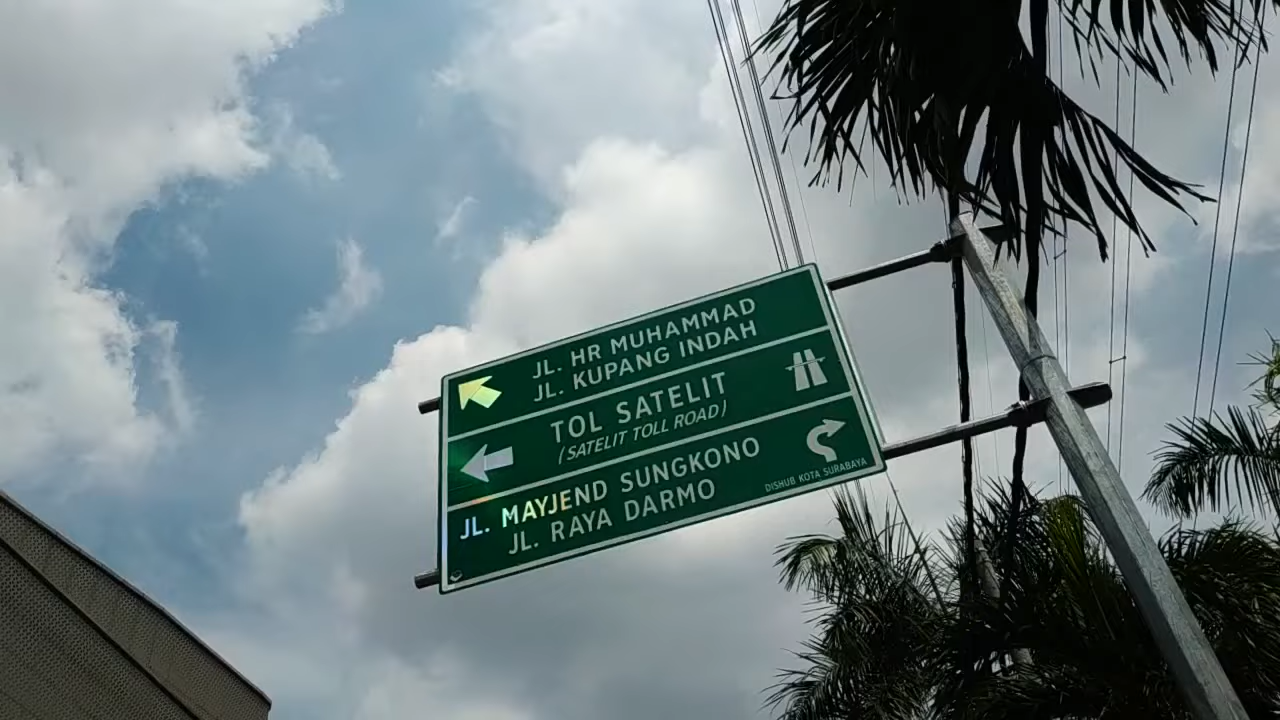 JL. HR MUHAMMAD
JL. KUPANG INDAH
TOL SATELIT
(SATELIT TOLL ROAD)
JL. MAYJEND SUNGKONO
JL. RAYA DARMO
DISHUB KOTA SURABAYA